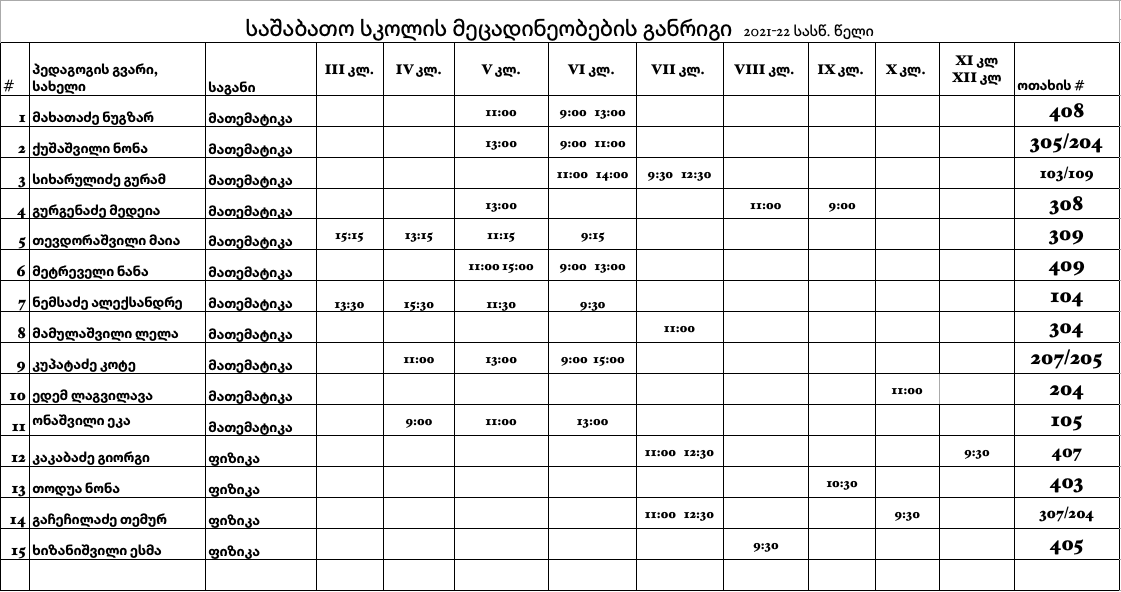 საშაბათო სკოლის მეცადინეობების განრიგი 2021-22 სასწ. წელი
# პედაგოგის გვარი, სახელი საგანი III კლ. IV კლ. V კლ. VI კლ. VII კლ. VIII კლ. IX კლ. X კლ. XI კლ XII კლ ოთახის #
1 მახათაძე ნუგზარ მათემატიკა 11:00 9:00 13:00 408
2 ქუშაშვილი ნონა მათემატიკა 13:00 9:00 11:00 305/204
3 სიხარულიძე გურამ მათემატიკა 11:00 14:00 9:30 12:30 103/109
4 გურგენაძე მედეია მათემატიკა 13:00 11:00 9:00 308
5 თევდორაშვილი მაია მათემატიკა 15:15 13:15 11:15 9:15 309
6 მეტრეველი ნანა მათემატიკა 11:00 15:00 9:00 13:00 409
7 ნემსაძე ალექსანდრე მათემატიკა 13:30 15:30 11:30 9:30 104
8 მამულაშვილი ლელა მათემატიკა 11:00 304
9 კუპატაძე კოტე მათემატიკა 11:00 13:00 9:00 15:00 207/205
10 ედემ ლაგვილავა მათემატიკა 11:00 204
11 ონაშვილი ეკა მათემატიკა 9:00 11:00 13:00 105
12 კაკაბაძე გიორგი ფიზიკა 11:00 12:30 9:30 407
13 თოდუა ნონა ფიზიკა 10:30 403
14 გაჩეჩილაძე თემურ ფიზიკა 11:00 12:30 9:30 307/204
15 ხიზანიშვილი ესმა ფიზიკა 9:30 405